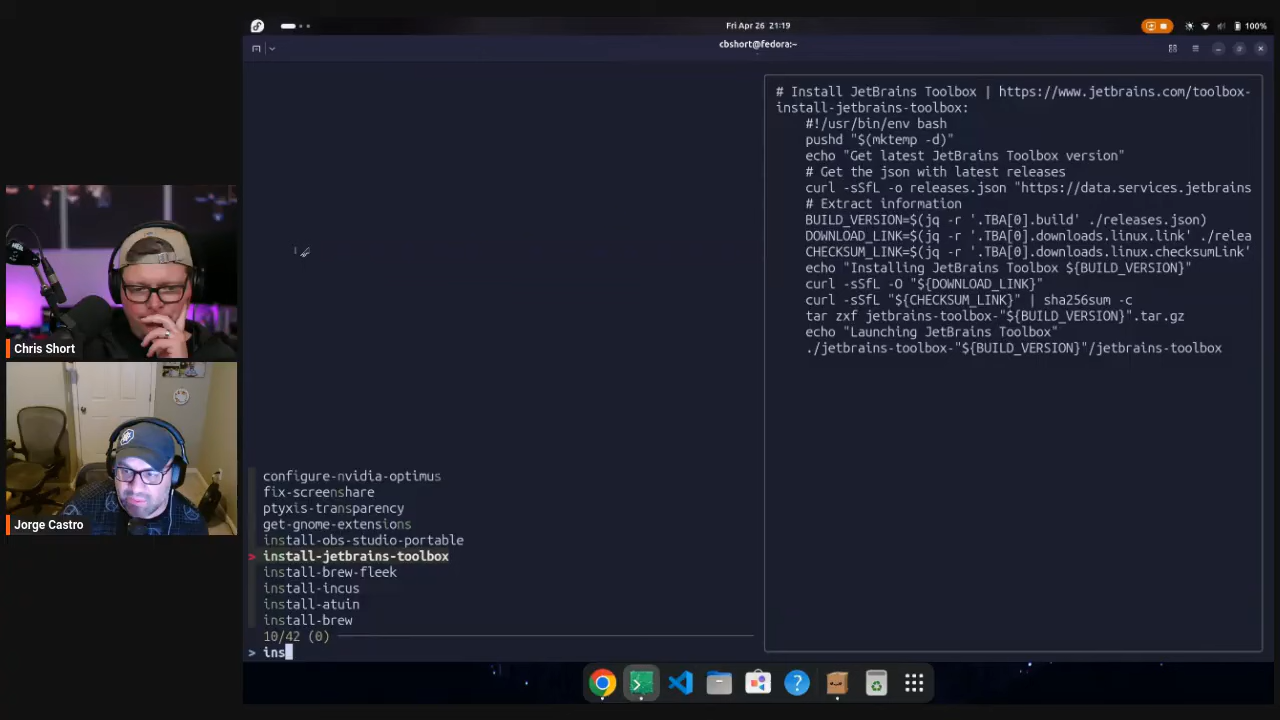 Fri Apr 26 21:19
100%
cbshort@fedora:~
# Install JetBrains Toolbox | https://www.jetbrains.com/toolbox-
install-jetbrains-toolbox:
#!/usr/bin/env bash
pushd "$(mktemp -d)"
echo "Get latest JetBrains Toolbox version"
# Get the json with latest releases
curl -sSfL -o releases.json "https://data.services.jetbrains
# Extract information
BUILD_VERSION=$(jq -r '.TBA[0].build' ./releases.json)
DOWNLOAD_LINK=$(jq -r '.TBA[0].downloads.linux.link' ./relea
CHECKSUM_LINK=$(jq -r '.TBA[0].downloads.linux.checksumLink'
echo "Installing JetBrains Toolbox ${BUILD_VERSION}"
curl -sSfL -O "${DOWNLOAD_LINK}"
curl -sSfL "${CHECKSUM_LINK}" | sha256sum -c
tar zxf jetbrains-toolbox-"${BUILD_VERSION}".tar.gz
echo "Launching JetBrains Toolbox"
./jetbrains-toolbox-"${BUILD_VERSION}"/jetbrains-toolbox
Chris Short
Jorge Castro
configure-nvidia-optimus
fix-screenshare
ptyxis-transparency
get-gnome-extensions
install-obs-studio-portable
> install-jetbrains-toolbox
install-brew-fleek
install-incus
install-atuin
install-brew
10/42 (0)
> ins